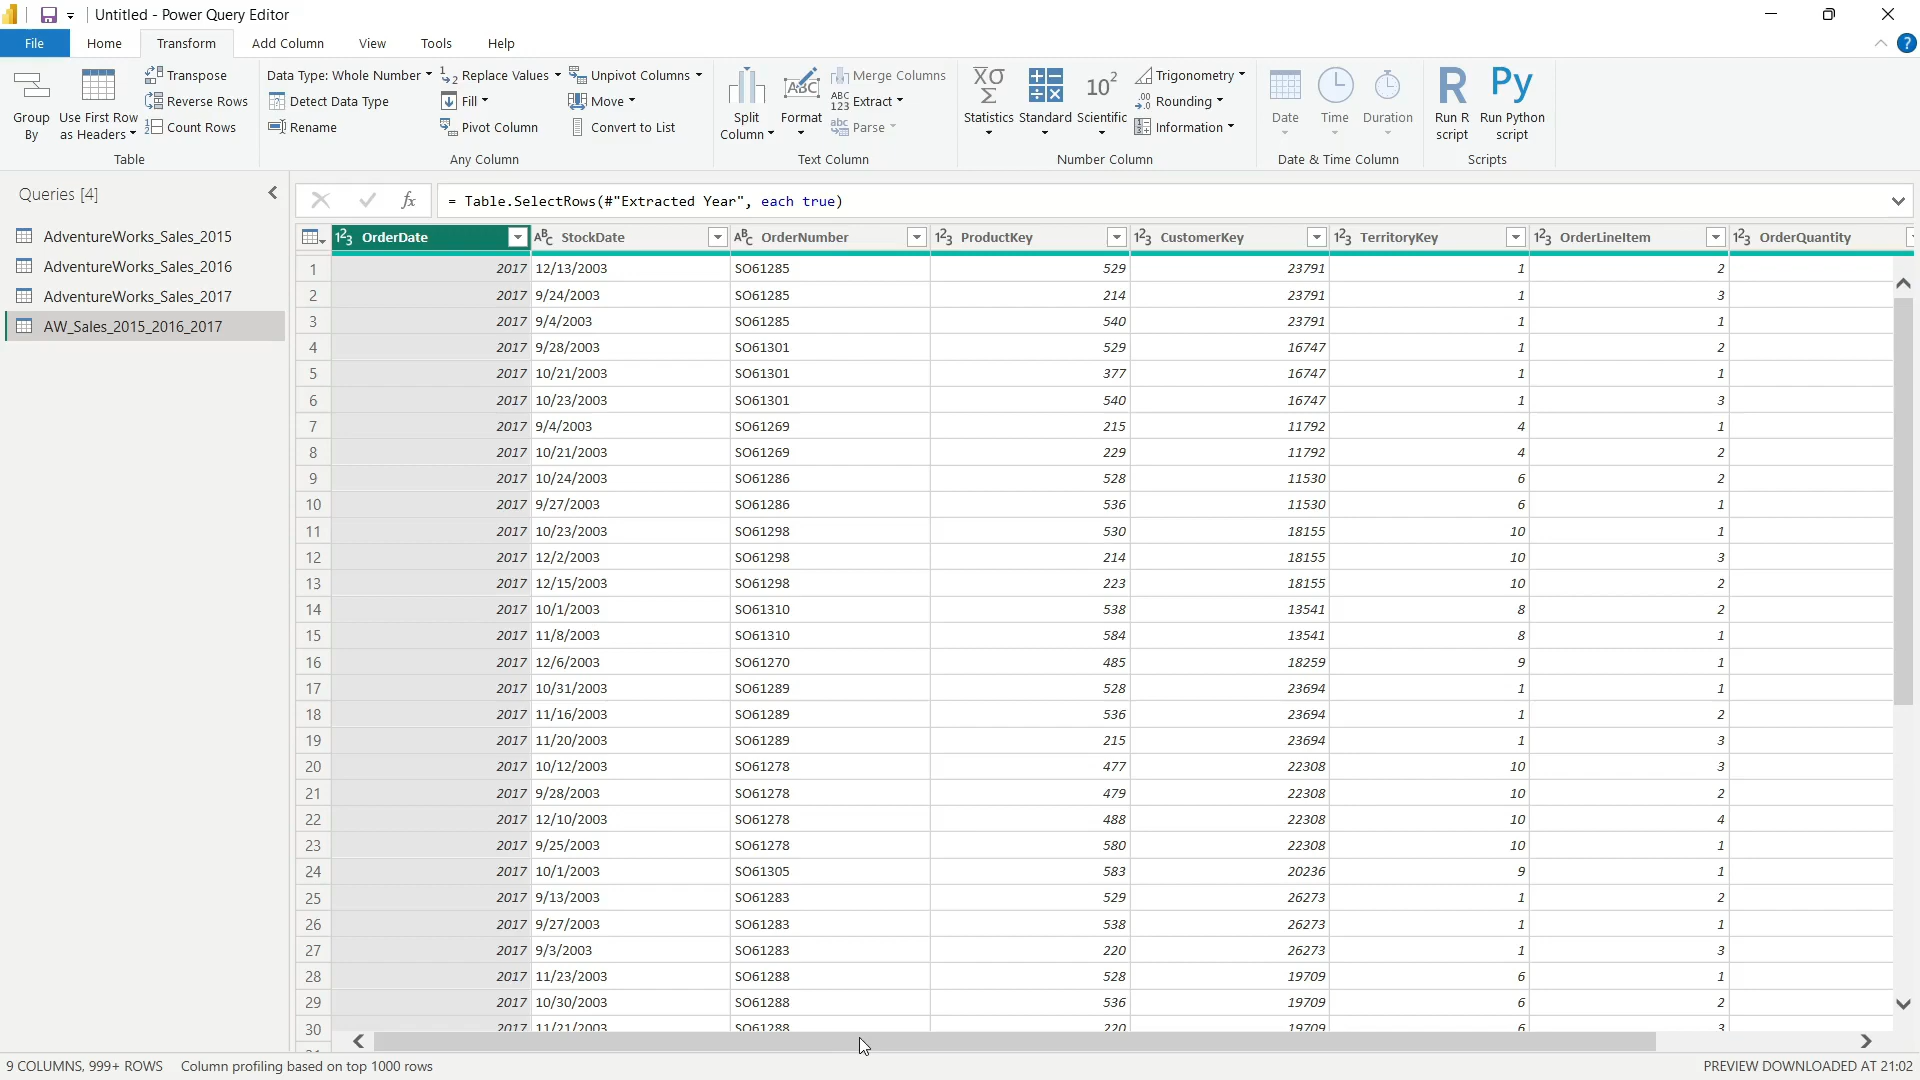 Untitled - Power Query Editor
File Home Transform Add Column View Tools Help
Group By
Use First Row as Headers
Transpose
Reverse Rows
Count Rows
Table
Data Type: Whole Number
Detect Data Type
Rename
Replace Values
Fill
Pivot Column
Unpivot Columns
Move
Convert to List
Any Column
Split Column
Format
Merge Columns
Extract
Parse
Text Column
Statistics
Standard
Scientific
Trigonometry
Rounding
Information
Number Column
Date
Time
Duration
Date & Time Column
Run R script
Run Python script
Scripts
Queries [4]
AdventureWorks_Sales_2015
AdventureWorks_Sales_2016
AdventureWorks_Sales_2017
AW_Sales_2015_2016_2017
= Table.SelectRows(#"Extracted Year", each true)
OrderDate StockDate OrderNumber ProductKey CustomerKey TerritoryKey OrderLineItem OrderQuantity
1 2017 12/13/2003 SO61285 529 23791 1 2
2 2017 9/24/2003 SO61285 214 23791 1 3
3 2017 9/4/2003 SO61285 540 23791 1 1
4 2017 9/28/2003 SO61301 529 16747 1 2
5 2017 10/21/2003 SO61301 377 16747 1 1
6 2017 10/23/2003 SO61301 540 16747 1 3
7 2017 9/4/2003 SO61269 215 11792 4 1
8 2017 10/21/2003 SO61269 229 11792 4 2
9 2017 10/24/2003 SO61286 528 11530 6 2
10 2017 9/27/2003 SO61286 536 11530 6 1
11 2017 10/23/2003 SO61298 530 18155 10 1
12 2017 12/2/2003 SO61298 214 18155 10 3
13 2017 12/15/2003 SO61298 223 18155 10 2
14 2017 10/1/2003 SO61310 538 13541 8 2
15 2017 11/8/2003 SO61310 584 13541 8 1
16 2017 12/6/2003 SO61270 485 18259 9 1
17 2017 10/31/2003 SO61289 528 23694 1 1
18 2017 11/16/2003 SO61289 536 23694 1 2
19 2017 11/20/2003 SO61289 215 23694 1 3
20 2017 10/12/2003 SO61278 477 22308 10 3
21 2017 9/28/2003 SO61278 479 22308 10 2
22 2017 12/10/2003 SO61278 488 22308 10 4
23 2017 9/25/2003 SO61278 580 22308 10 1
24 2017 10/1/2003 SO61305 583 20236 9 1
25 2017 9/13/2003 SO61283 529 26273 1 2
26 2017 9/27/2003 SO61283 538 26273 1 1
27 2017 9/3/2003 SO61283 220 26273 1 3
28 2017 11/23/2003 SO61288 528 19709 6 1
29 2017 10/30/2003 SO61288 536 19709 6 2
30 2017 11/21/2003 SO61288 220 19709 6 3
9 COLUMNS, 999+ ROWS Column profiling based on top 1000 rows PREVIEW DOWNLOADED AT 21:02